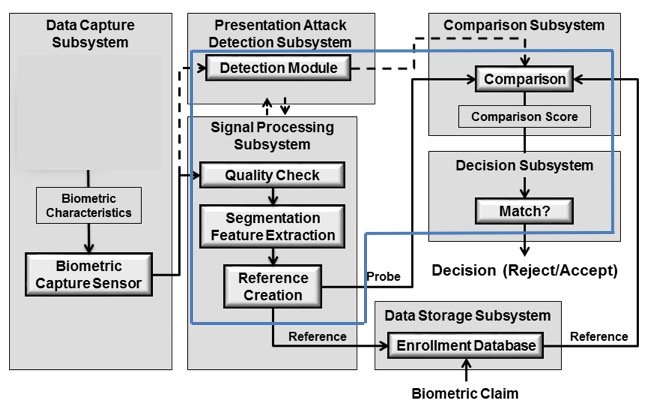 Data Capture
Subsystem
Biometric
Characteristics
Biometric
Capture Sensor
Presentation Attack
Detection Subsystem
Detection Module
Signal Processing
Subsystem
Quality Check
Segmentation
Feature Extraction
Reference
Creation
Probe
Reference
Comparison Subsystem
Comparison
Comparison Score
Decision Subsystem
Match?
Decision (Reject/Accept)
Data Storage Subsystem
Enrollment Database
Reference
Biometric Claim